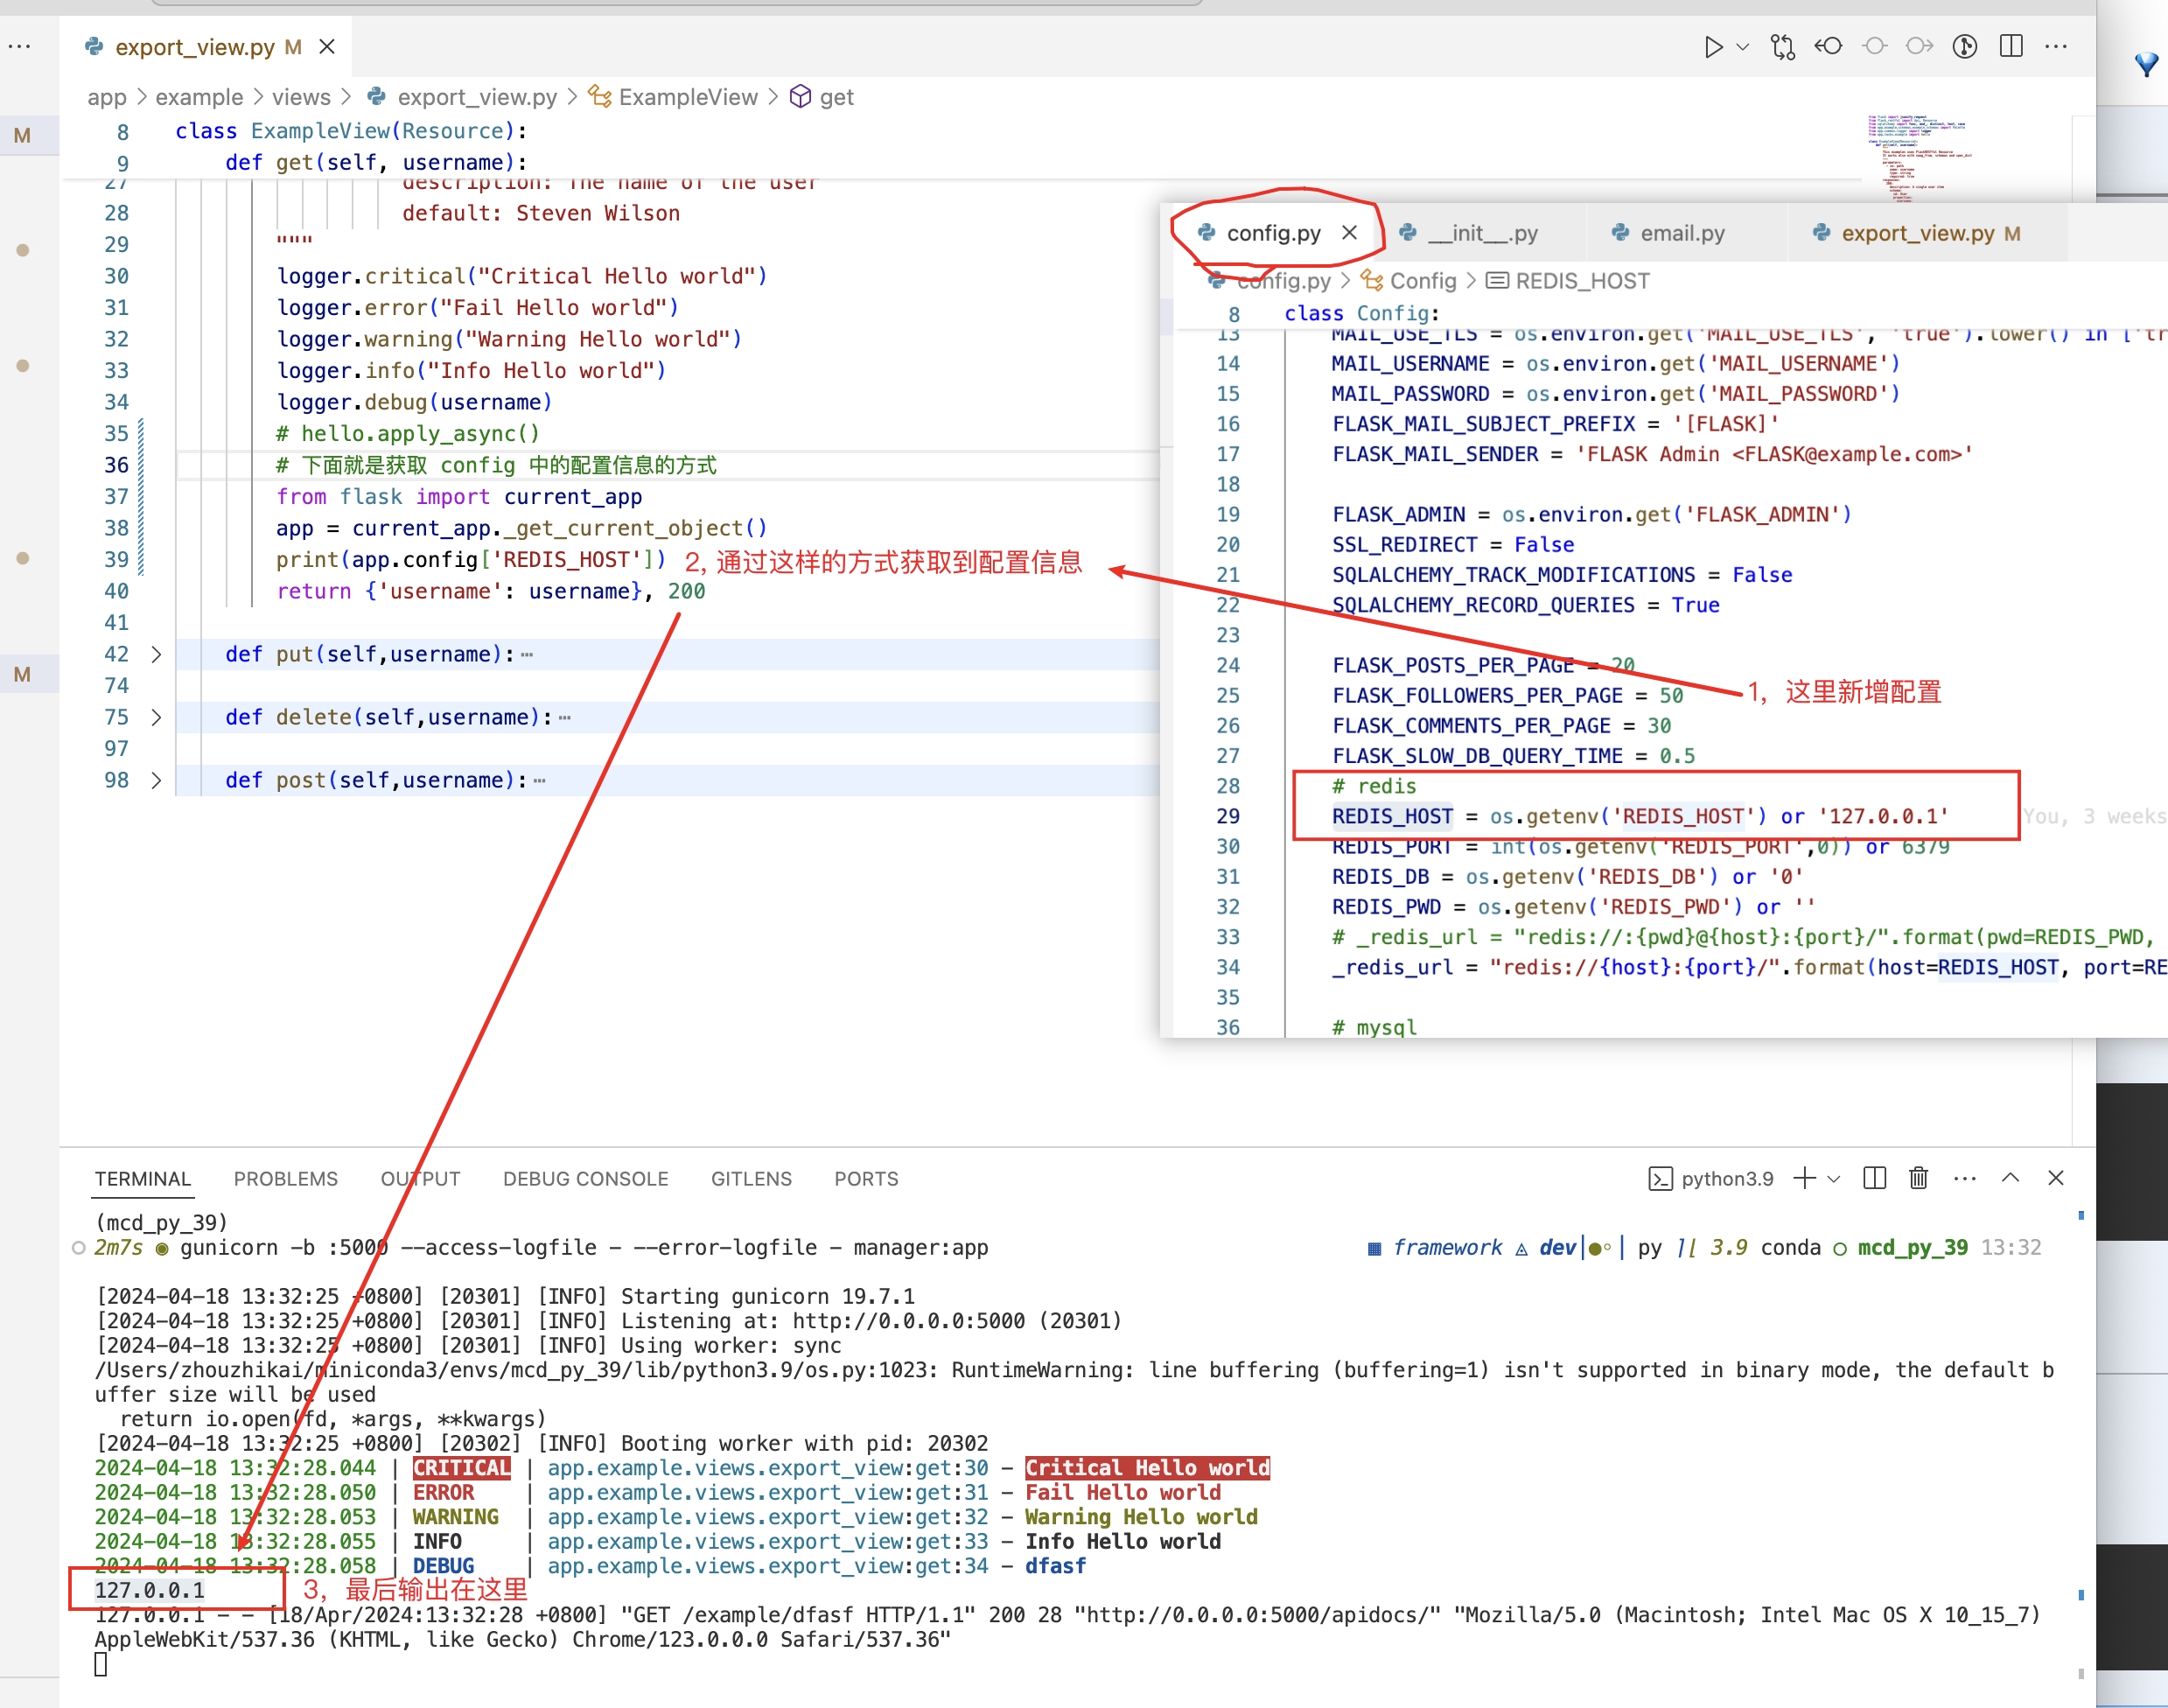 export_view.py M
app > example > views > export_view.py > ExampleView > get
8 class ExampleView(Resource):
9 def get(self, username):
27 description: The name of the user
28 default: Steven Wilson
29 """
30 logger.critical("Critical Hello world")
31 logger.error("Fail Hello world")
32 logger.warning("Warning Hello world")
33 logger.info("Info Hello world")
34 logger.debug(username)
35 # hello.apply_async()
36 # 下面就是获取 config 中的配置信息的方式
37 from flask import current_app
38 app = current_app._get_current_object()
39 print(app.config['REDIS_HOST']) 2, 通过这样的方式获取到配置信息
40 return {'username': username}, 200
41
42 def put(self,username):…
74
75 def delete(self,username):…
97
98 def post(self,username):…
M
M
config.py __init__.py email.py export_view.py M
config.py > Config > REDIS_HOST
8 class Config:
13 MAIL_USE_TLS = os.environ.get('MAIL_USE_TLS', 'true').lower() in ['tr
14 MAIL_USERNAME = os.environ.get('MAIL_USERNAME')
15 MAIL_PASSWORD = os.environ.get('MAIL_PASSWORD')
16 FLASK_MAIL_SUBJECT_PREFIX = '[FLASK]'
17 FLASK_MAIL_SENDER = 'FLASK Admin <FLASK@example.com>'
18
19 FLASK_ADMIN = os.environ.get('FLASK_ADMIN')
20 SSL_REDIRECT = False
21 SQLALCHEMY_TRACK_MODIFICATIONS = False
22 SQLALCHEMY_RECORD_QUERIES = True
23
24 FLASK_POSTS_PER_PAGE = 20
25 FLASK_FOLLOWERS_PER_PAGE = 50
1, 这里新增配置
26 FLASK_COMMENTS_PER_PAGE = 30
27 FLASK_SLOW_DB_QUERY_TIME = 0.5
28 # redis
29 REDIS_HOST = os.getenv('REDIS_HOST') or '127.0.0.1' You, 3 weeks
30 REDIS_PORT = int(os.getenv('REDIS_PORT',0)) or 6379
31 REDIS_DB = os.getenv('REDIS_DB') or '0'
32 REDIS_PWD = os.getenv('REDIS_PWD') or ''
33 # _redis_url = "redis://:{pwd}@{host}:{port}/".format(pwd=REDIS_PWD,
34 _redis_url = "redis://{host}:{port}/".format(host=REDIS_HOST, port=RE
35
36 # mysql
TERMINAL PROBLEMS OUTPUT DEBUG CONSOLE GITLENS PORTS python3.9
(mcd_py_39)
2m7s gunicorn -b :5000 --access-logfile - --error-logfile - manager:app framework dev py 3.9 conda mcd_py_39 13:32
[2024-04-18 13:32:25 +0800] [20301] [INFO] Starting gunicorn 19.7.1
[2024-04-18 13:32:25 +0800] [20301] [INFO] Listening at: http://0.0.0.0:5000 (20301)
[2024-04-18 13:32:25 +0800] [20301] [INFO] Using worker: sync
/Users/zhouzhikai/miniconda3/envs/mcd_py_39/lib/python3.9/os.py:1023: RuntimeWarning: line buffering (buffering=1) isn't supported in binary mode, the default b
uffer size will be used
return io.open(fd, *args, **kwargs)
[2024-04-18 13:32:25 +0800] [20302] [INFO] Booting worker with pid: 20302
2024-04-18 13:32:28.044 | CRITICAL | app.example.views.export_view:get:30 - Critical Hello world
2024-04-18 13:32:28.050 | ERROR | app.example.views.export_view:get:31 - Fail Hello world
2024-04-18 13:32:28.053 | WARNING | app.example.views.export_view:get:32 - Warning Hello world
2024-04-18 13:32:28.055 | INFO | app.example.views.export_view:get:33 - Info Hello world
2024-04-18 13:32:28.058 | DEBUG | app.example.views.export_view:get:34 - dfasf
127.0.0.1 3, 最后输出在这里
127.0.0.1 - - [18/Apr/2024:13:32:28 +0800] "GET /example/dfasf HTTP/1.1" 200 28 "http://0.0.0.0:5000/apidocs/" "Mozilla/5.0 (Macintosh; Intel Mac OS X 10_15_7)
AppleWebKit/537.36 (KHTML, like Gecko) Chrome/123.0.0.0 Safari/537.36"